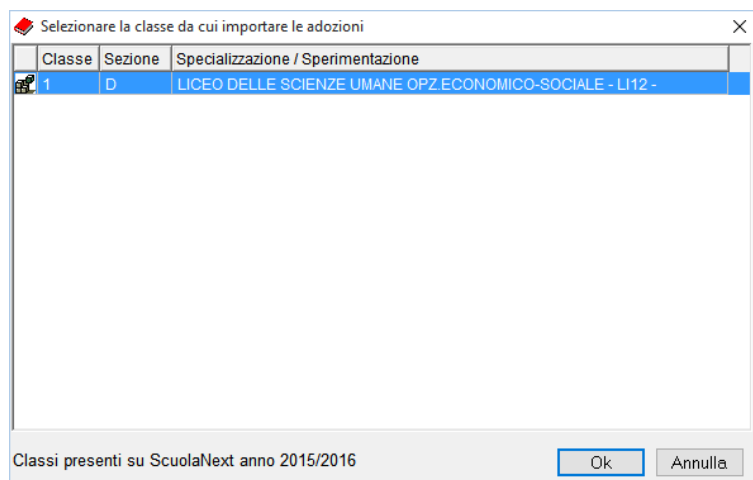 Selezionare la classe da cui importare le adozioni
Classe Sezione Specializzazione / Sperimentazione
1 D LICEO DELLE SCIENZE UMANE OPZ.ECONOMICO-SOCIALE - LI12 -
Classi presenti su ScuolaNext anno 2015/2016
Ok Annulla